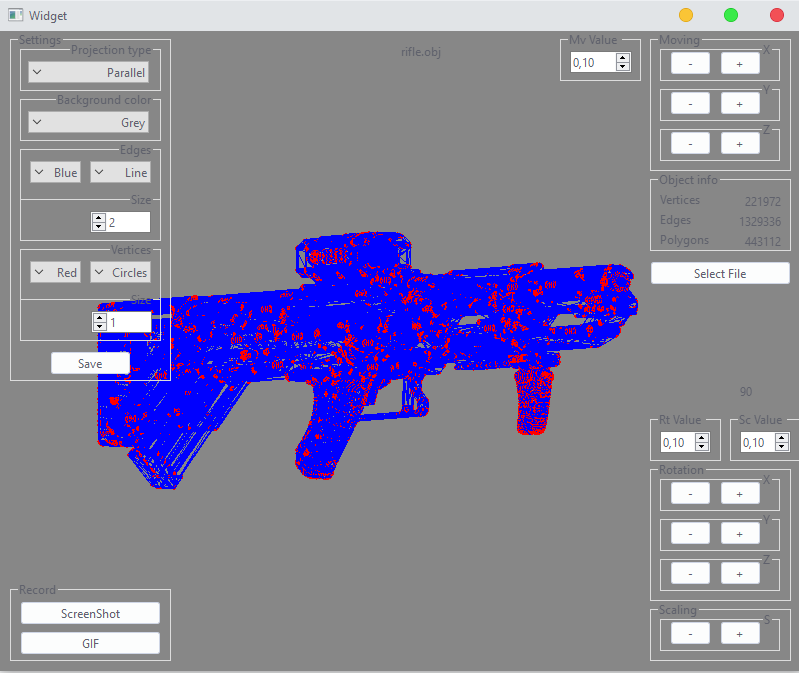 Widget
Settings
Projection type
Parallel
Background color
Grey
Edges
Blue
Line
Size
2
Vertices
Red
Circles
Size
1
Save
rifle.obj
Mv Value
0,10
Moving
X
-
+
Y
-
+
Z
-
+
Object info
Vertices 221972
Edges 1329336
Polygons 443112
Select File
90
Rt Value
0,10
Sc Value
0,10
Rotation
X
-
+
Y
-
+
Z
-
+
Scaling
S
-
+
Record
ScreenShot
GIF